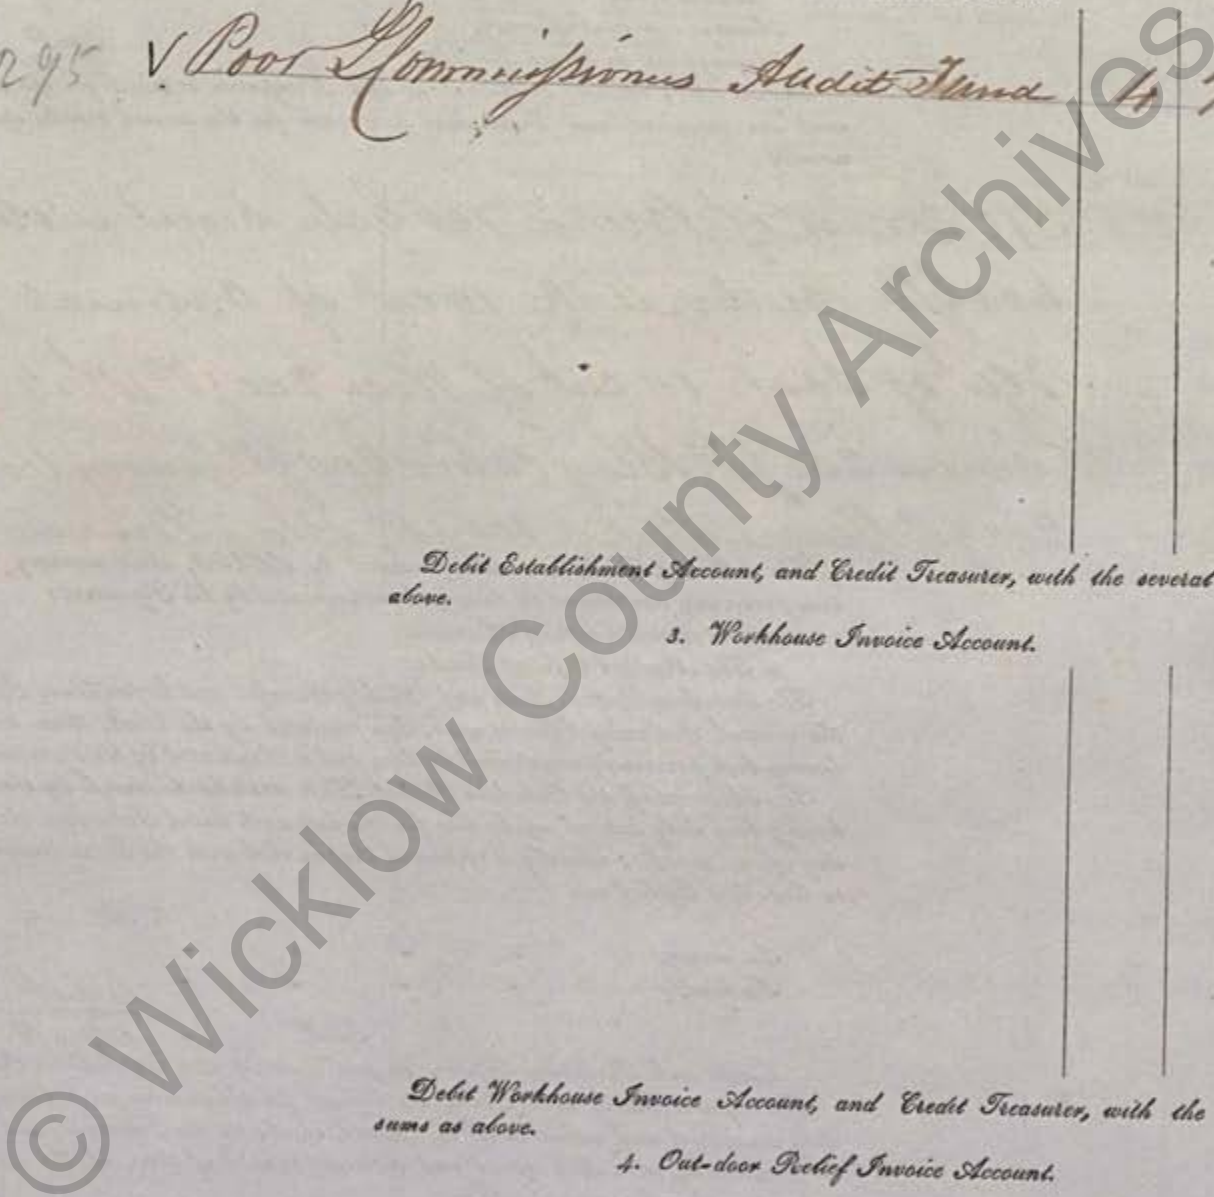 295 √ Poor L Commissioners Audit Fund 4
Debit Establishment Account, and Credit Treasurer, with the several
above.
3. Workhouse Invoice Account.
Debit Workhouse Invoice Account, and Credit Treasurer, with the
sums as above.
4. Out-door Relief Invoice Account.
© Wicklow County Archives